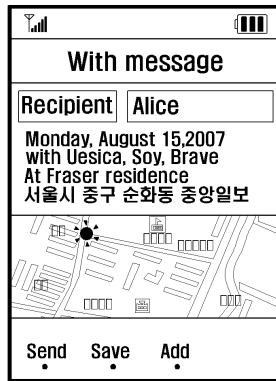 With message
Recipient Alice
Monday, August 15,2007
with Uesica, Soy, Brave
At Fraser residence
서울시 중구 순화동 중앙일보
Send Save Add